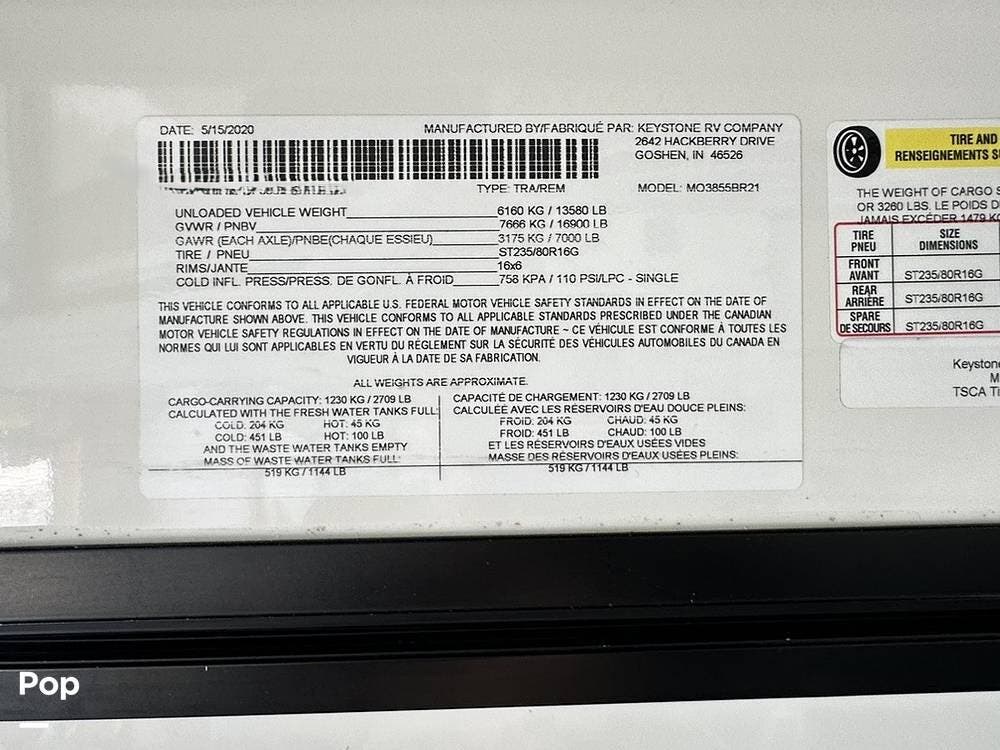 DATE: 5/15/2020
MANUFACTURED BY/FABRIQUÉ PAR: KEYSTONE RV COMPANY
2642 HACKBERRY DRIVE
GOSHEN, IN 46526
TYPE: TRA/REM
MODEL: MO3855BR21
UNLOADED VEHICLE WEIGHT 6160 KG / 13580 LB
GVWR / PNBV 7666 KG / 16900 LB
GAWR (EACH AXLE)/PNBE(CHAQUE ESSIEU) 3175 KG / 7000 LB
TIRE / PNEU ST235/80R16G
RIMS/JANTE 16x6
COLD INFL. PRESS/PRESS. DE GONFL. À FROID 758 KPA / 110 PSI/LPC - SINGLE
THIS VEHICLE CONFORMS TO ALL APPLICABLE U.S. FEDERAL MOTOR VEHICLE SAFETY STANDARDS IN EFFECT ON THE DATE OF
MANUFACTURE SHOWN ABOVE. THIS VEHICLE CONFORMS TO ALL APPLICABLE STANDARDS PRESCRIBED UNDER THE CANADIAN
MOTOR VEHICLE SAFETY REGULATIONS IN EFFECT ON THE DATE OF MANUFACTURE ~ CE VÉHICULE EST CONFORME À TOUTES LES
NORMES QUI LUI SONT APPLICABLES EN VERTU DU RÈGLEMENT SUR LA SÉCURITÉ DES VÉHICULES AUTOMOBILES DU CANADA EN
VIGUEUR À LA DATE DE SA FABRICATION.
ALL WEIGHTS ARE APPROXIMATE.
CARGO-CARRYING CAPACITY: 1230 KG / 2709 LB
CALCULATED WITH THE FRESH WATER TANKS FULL:
COLD: 204 KG HOT: 45 KG
COLD: 451 LB HOT: 100 LB
AND THE WASTE WATER TANKS EMPTY
MASS OF WASTE WATER TANKS FULL:
519 KG / 1144 LB
CAPACITÉ DE CHARGEMENT: 1230 KG / 2709 LB
CALCULÉE AVEC LES RÉSERVOIRS D'EAU DOUCE PLEINS:
FROID: 204 KG CHAUD: 45 KG
FROID: 451 LB CHAUD: 100 LB
ET LES RÉSERVOIRS D'EAUX USÉES VIDES
MASSE DES RÉSERVOIRS D'EAUX USÉES PLEINS:
519 KG / 1144 LB
TIRE AND
RENSEIGNEMENTS
THE WEIGHT OF CARGO
OR 3260 LBS. LE POIDS
JAMAIS EXCÉDER 1479
TIRE PNEU
SIZE DIMENSIONS
FRONT AVANT ST235/80R16G
REAR ARRIÈRE ST235/80R16G
SPARE DE SECOURS ST235/80R16G
Keystone
M
TSCA Ti
Pop